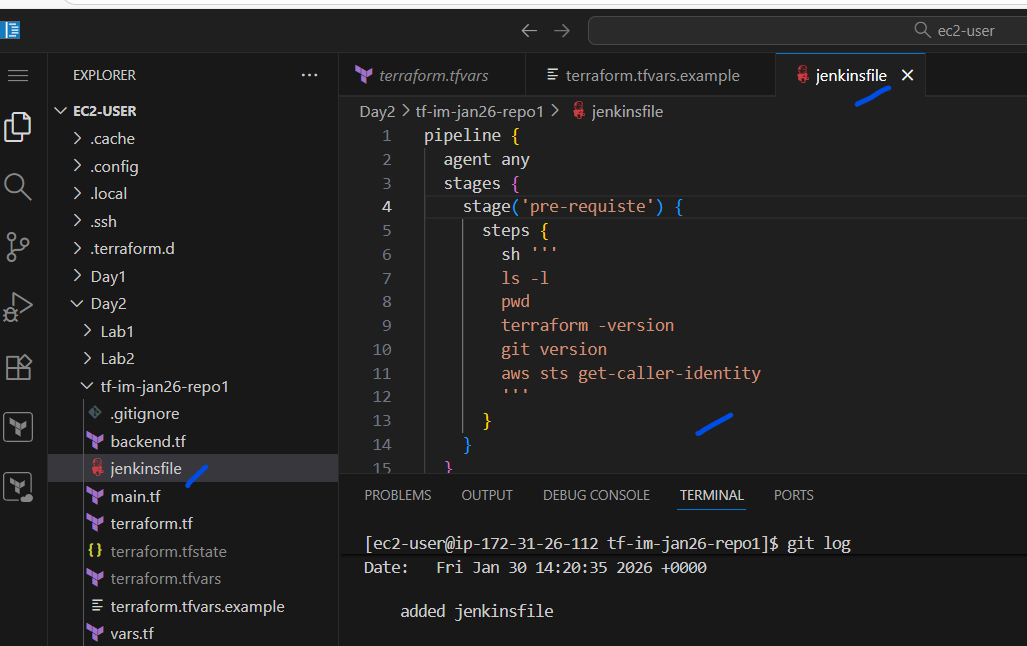 ec2-user
EXPLORER
EC2-USER
.cache
.config
.local
.ssh
.terraform.d
Day1
Day2
Lab1
Lab2
tf-im-jan26-repo1
.gitignore
backend.tf
jenkinsfile
main.tf
terraform.tf
terraform.tfstate
terraform.tfvars
terraform.tfvars.example
vars.tf
terraform.tfvars
terraform.tfvars.example
jenkinsfile
Day2 > tf-im-jan26-repo1 > jenkinsfile
1 pipeline {
2 agent any
3 stages {
4 stage('pre-requiste') {
5 steps {
6 sh '''
7 ls -l
8 pwd
9 terraform -version
10 git version
11 aws sts get-caller-identity
12 '''
13 }
14 }
15 }
PROBLEMS OUTPUT DEBUG CONSOLE TERMINAL PORTS
[ec2-user@ip-172-31-26-112 tf-im-jan26-repo1]$ git log
Date: Fri Jan 30 14:20:35 2026 +0000
added jenkinsfile